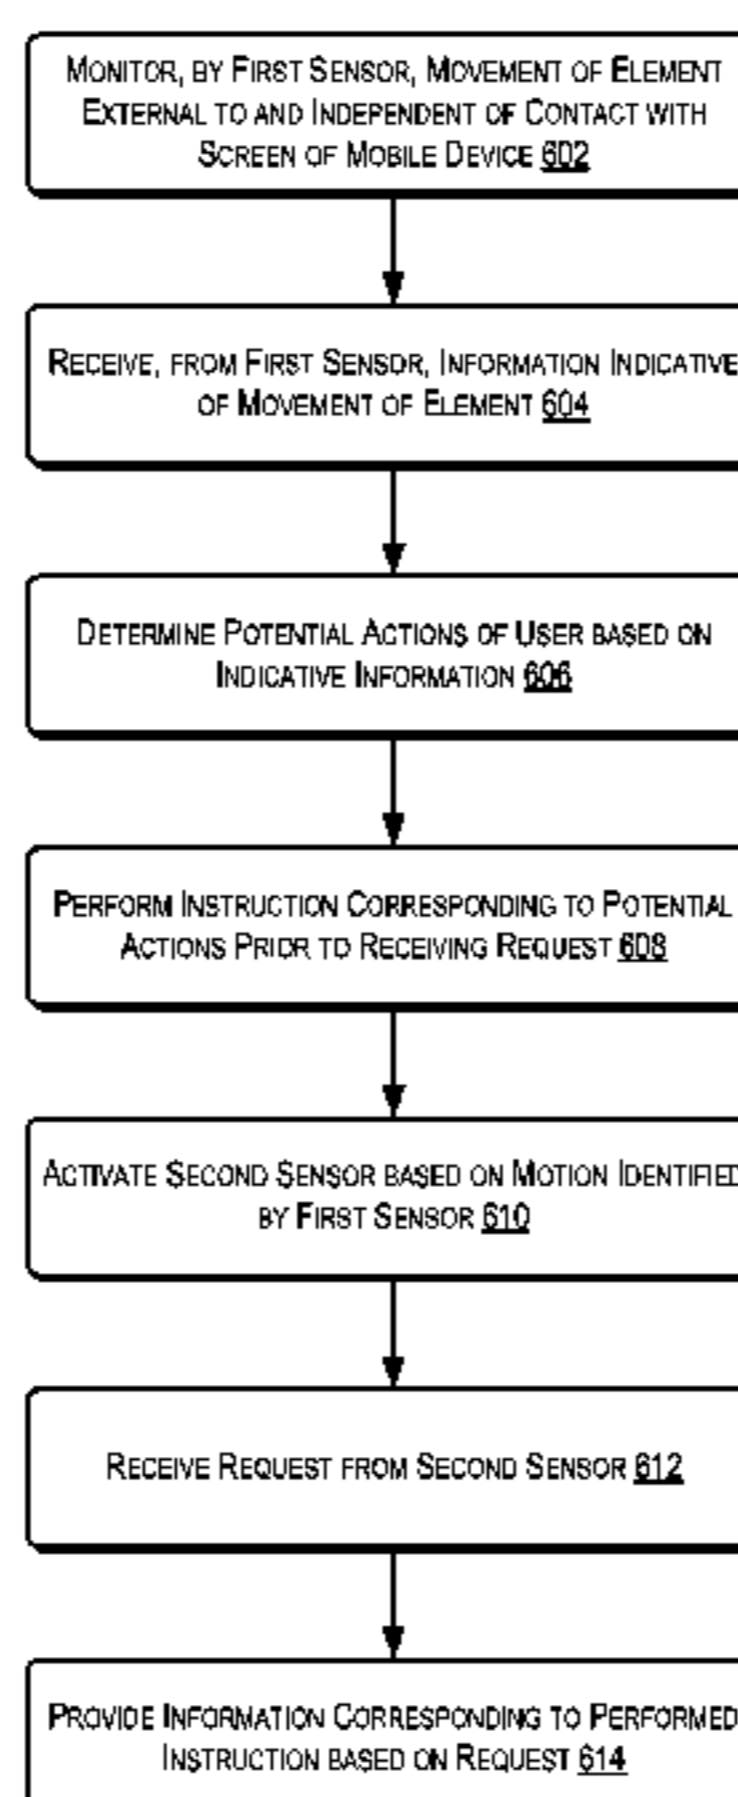 MONITOR, BY FIRST SENSOR, MOVEMENT OF ELEMENT
EXTERNAL TO AND INDEPENDENT OF CONTACT WITH
SCREEN OF MOBILE DEVICE 602
RECEIVE, FROM FIRST SENSOR, INFORMATION INDICATIVE
OF MOVEMENT OF ELEMENT 604
DETERMINE POTENTIAL ACTIONS OF USER BASED ON
INDICATIVE INFORMATION 606
PERFORM INSTRUCTION CORRESPONDING TO POTENTIAL
ACTIONS PRIOR TO RECEIVING REQUEST 608
ACTIVATE SECOND SENSOR BASED ON MOTION IDENTIFIED
BY FIRST SENSOR 610
RECEIVE REQUEST FROM SECOND SENSOR 612
PROVIDE INFORMATION CORRESPONDING TO PERFORMED
INSTRUCTION BASED ON REQUEST 614